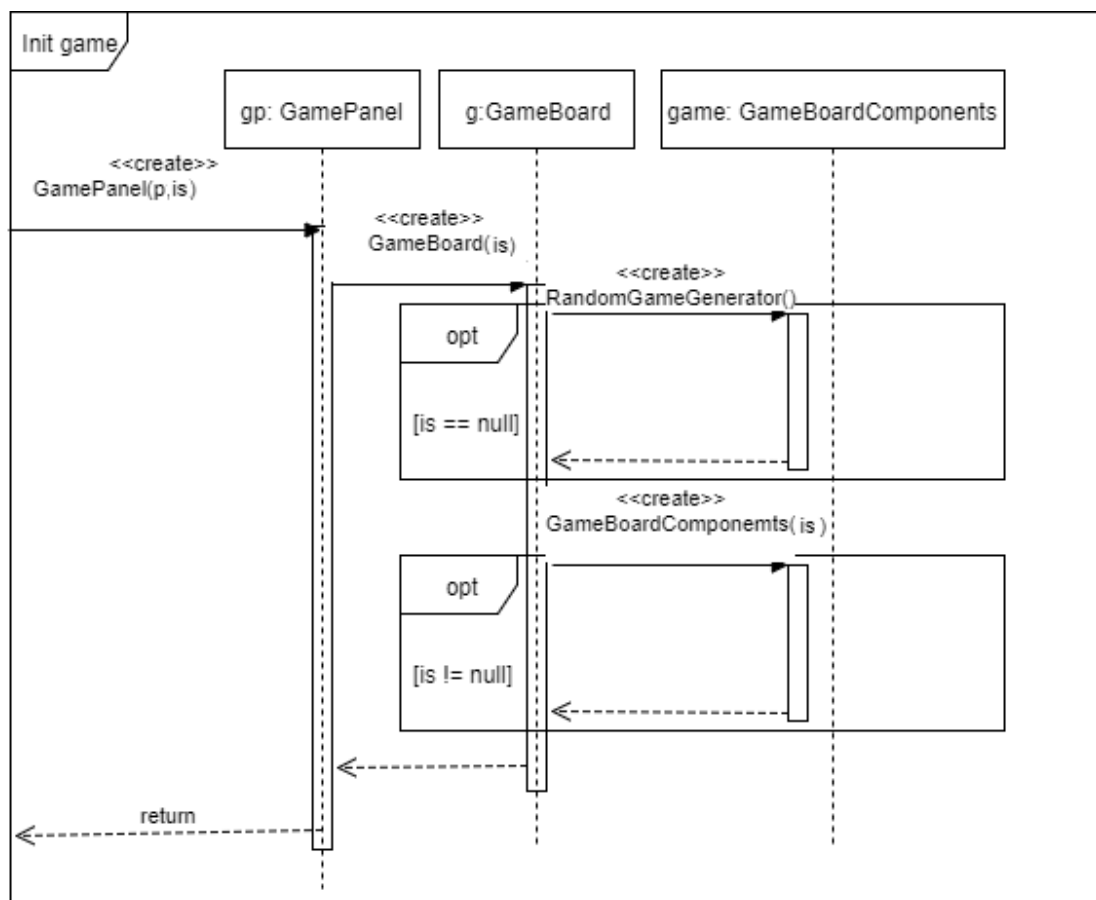 Init game
gp: GamePanel
g:GameBoard
game: GameBoardComponents
<<create>>
GamePanel(p,is)
<<create>>
GameBoard(is)
<<create>>
RandomGameGenerator()
opt
[is == null]
<<create>>
GameBoardComponemts(is)
opt
[is != null]
return